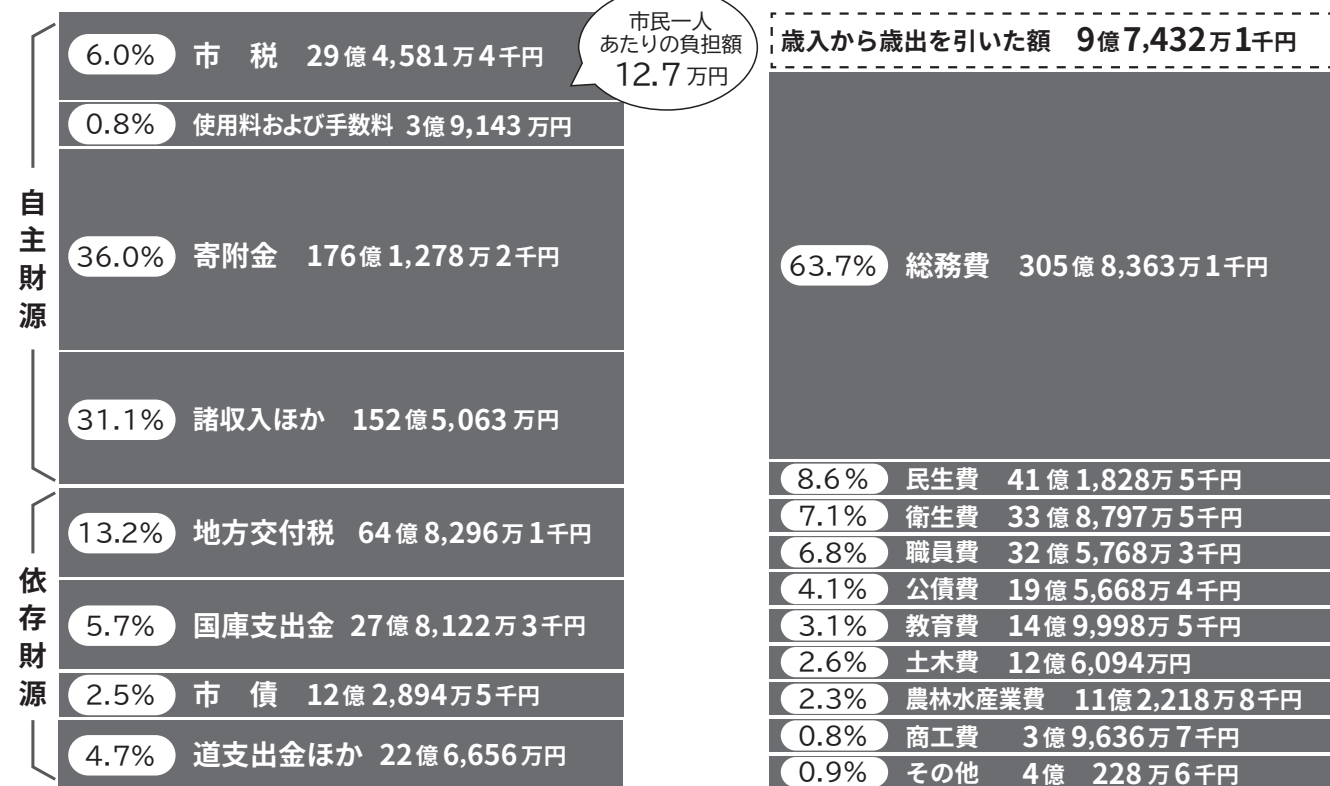 自主財源
6.0% 市 税 29億4,581万4千円
市民一人
あたりの負担額
12.7万円
0.8% 使用料および手数料 3億9,143万円
36.0% 寄附金 176億1,278万2千円
31.1% 諸収入ほか 152億5,063万円
依存財源
13.2% 地方交付税 64億8,296万1千円
5.7% 国庫支出金 27億8,122万3千円
2.5% 市 債 12億2,894万5千円
4.7% 道支出金ほか 22億6,656万円
歳入から歳出を引いた額 9億7,432万1千円
63.7% 総務費 305億8,363万1千円
8.6% 民生費 41億1,828万5千円
7.1% 衛生費 33億8,797万5千円
6.8% 職員費 32億5,768万3千円
4.1% 公債費 19億5,668万4千円
3.1% 教育費 14億9,998万5千円
2.6% 土木費 12億6,094万円
2.3% 農林水産業費 11億2,218万8千円
0.8% 商工費 3億9,636万7千円
0.9% その他 4億 228万6千円